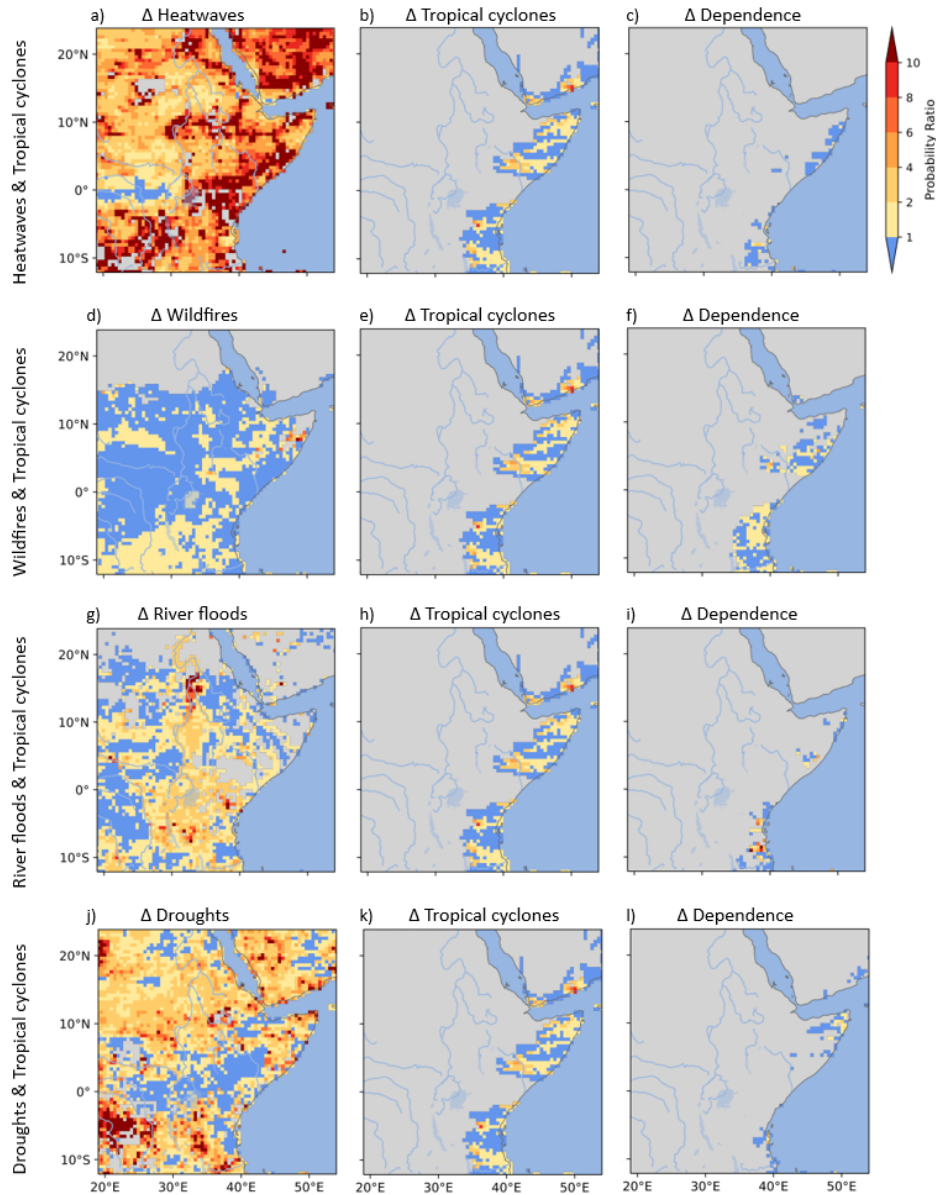 a) Δ Heatwaves
b) Δ Tropical cyclones
c) Δ Dependence
Heatwaves & Tropical cyclones
20°N
10°N
0°
10°S
10
8
6
4
2
1
Probability Ratio
d) Δ Wildfires
e) Δ Tropical cyclones
f) Δ Dependence
Wildfires & Tropical cyclones
20°N
10°N
0°
10°S
g) Δ River floods
h) Δ Tropical cyclones
i) Δ Dependence
River floods & Tropical cyclones
20°N
10°N
0°
10°S
j) Δ Droughts
k) Δ Tropical cyclones
l) Δ Dependence
Droughts & Tropical cyclones
20°N
10°N
0°
10°S
20°E 30°E 40°E 50°E
20°E 30°E 40°E 50°E
20°E 30°E 40°E 50°E